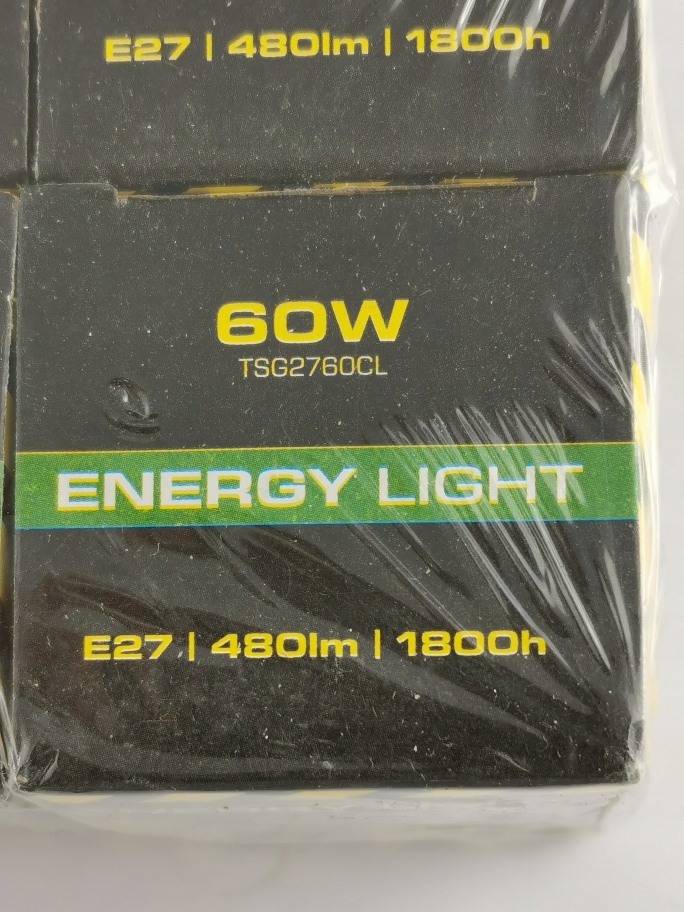 E27 | 480lm | 1800h
60W
TSG2760CL
ENERGY LIGHT
E27 | 480lm | 1800h